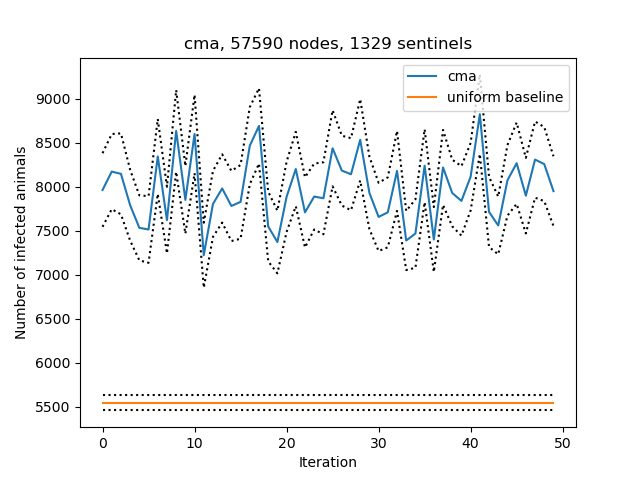 cma, 57590 nodes, 1329 sentinels
cma
uniform baseline
Number of infected animals
9000
8500
8000
7500
7000
6500
6000
5500
0 10 20 30 40 50
Iteration